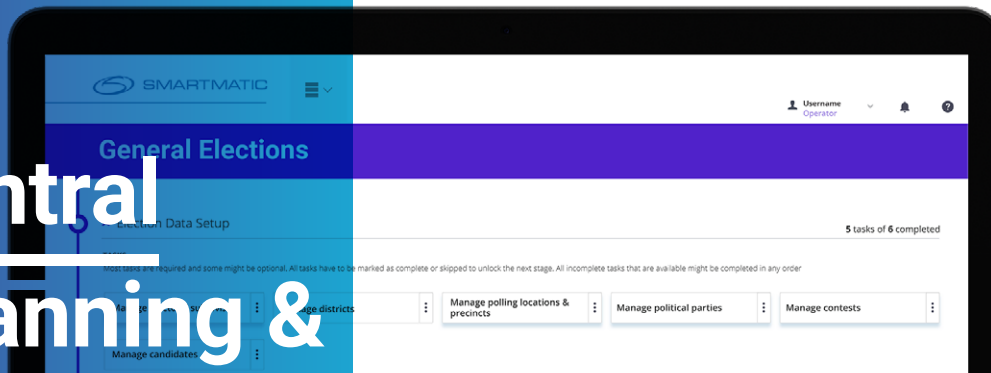 SMARTMATIC
Username
Operator
General Elections
ntral
Election Data Setup
5 tasks of 6 completed
Most tasks are required and some might be optional. All tasks have to be marked as complete or skipped to unlock the next stage. All incomplete tasks that are available might be completed in any order
districts
Manage polling locations &
precincts
Manage political parties
Manage contests
anning &
Manage candidates